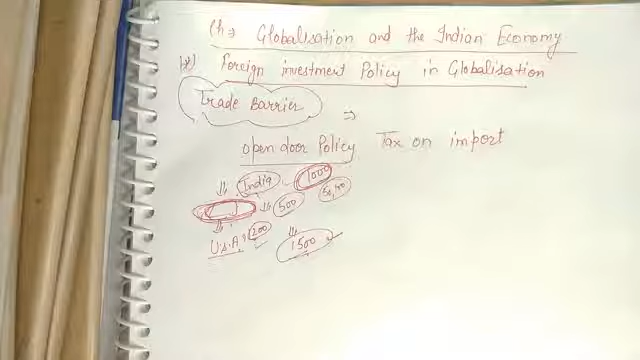 Ch ⇒ Globalisation and the Indian Economy
Foreign investment Policy in Globalisation
Trade Barrier ⇒
open door Policy Tax on import
India 1000
500
U.S.A 200
1500